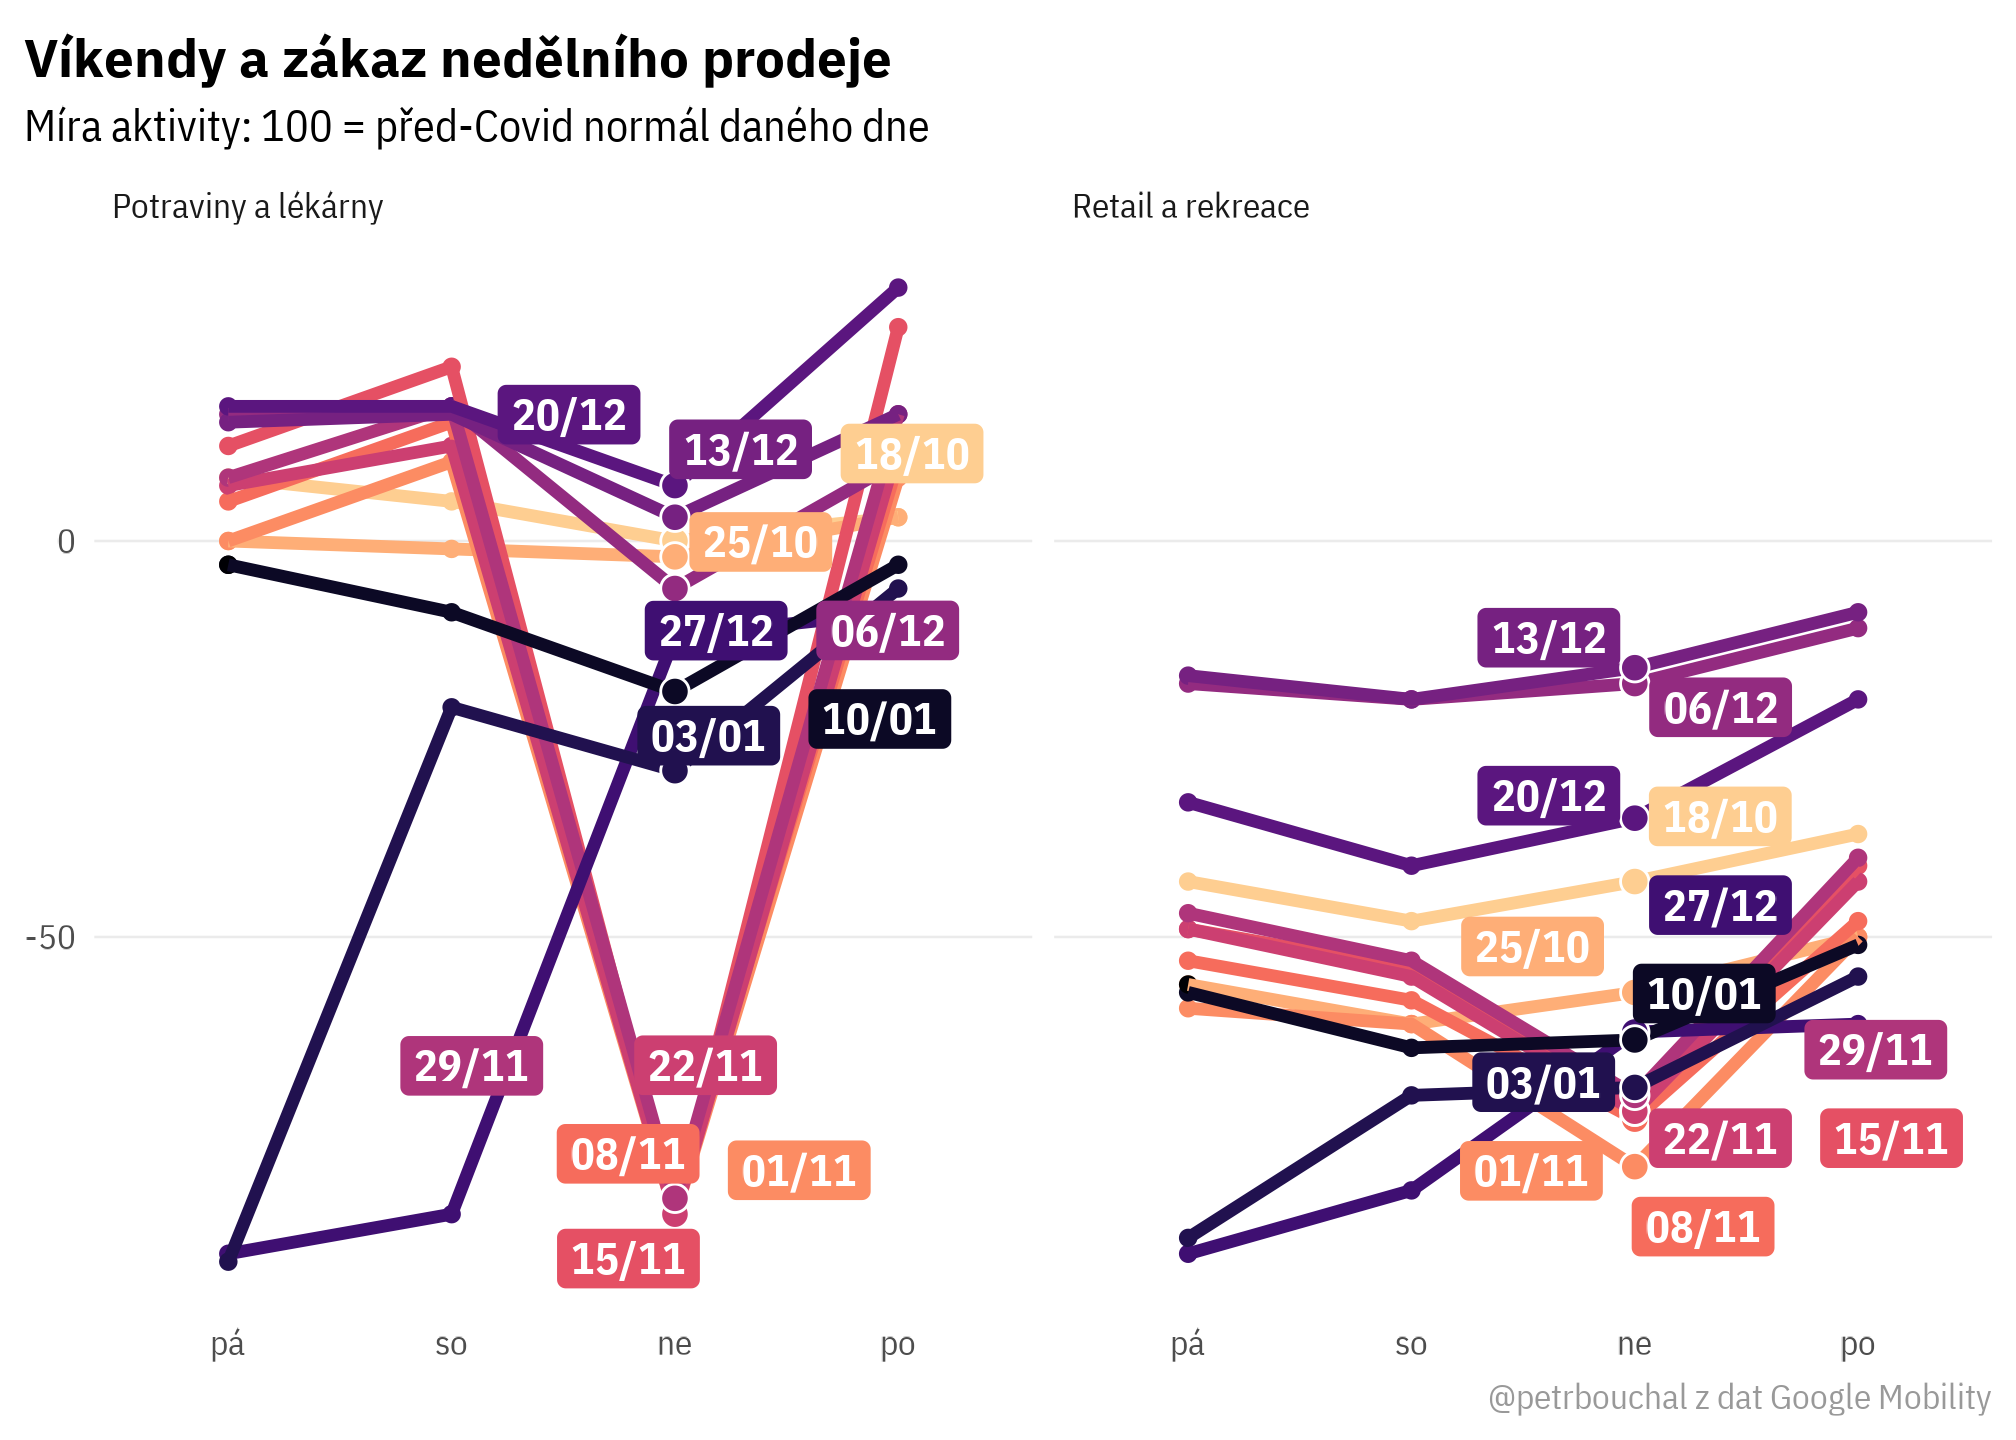 Víkendy a zákaz nedělního prodeje
Míra aktivity: 100 = před-Covid normál daného dne
Potraviny a lékárny
20/12
13/12
18/10
0
25/10
27/12
06/12
03/01
10/01
-50
29/11
22/11
08/11
01/11
15/11
pá
so
ne
po
Retail a rekreace
13/12
06/12
20/12
18/10
27/12
25/10
10/01
29/11
03/01
22/11
15/11
01/11
08/11
pá
so
ne
po
@petrbouchal z dat Google Mobility